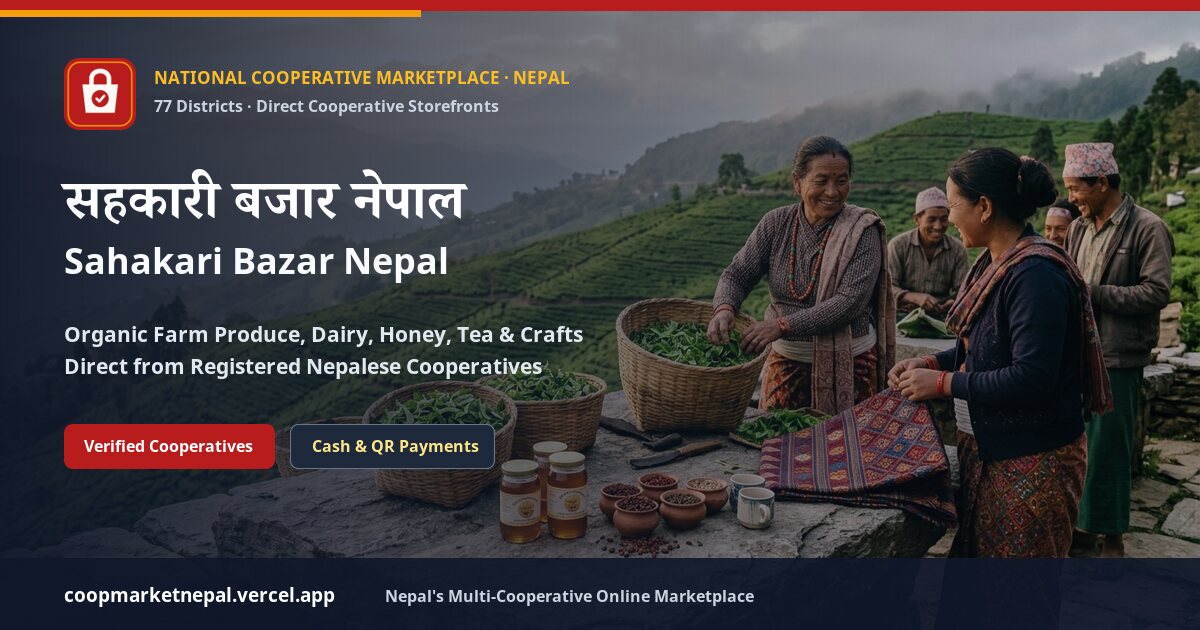 NATIONAL COOPERATIVE MARKETPLACE · NEPAL
77 Districts · Direct Cooperative Storefronts
सहकारी बजार नेपाल
Sahakari Bazar Nepal
Organic Farm Produce, Dairy, Honey, Tea & Crafts
Direct from Registered Nepalese Cooperatives
Verified Cooperatives
Cash & QR Payments
coopmarketnepal.vercel.app
Nepal's Multi-Cooperative Online Marketplace